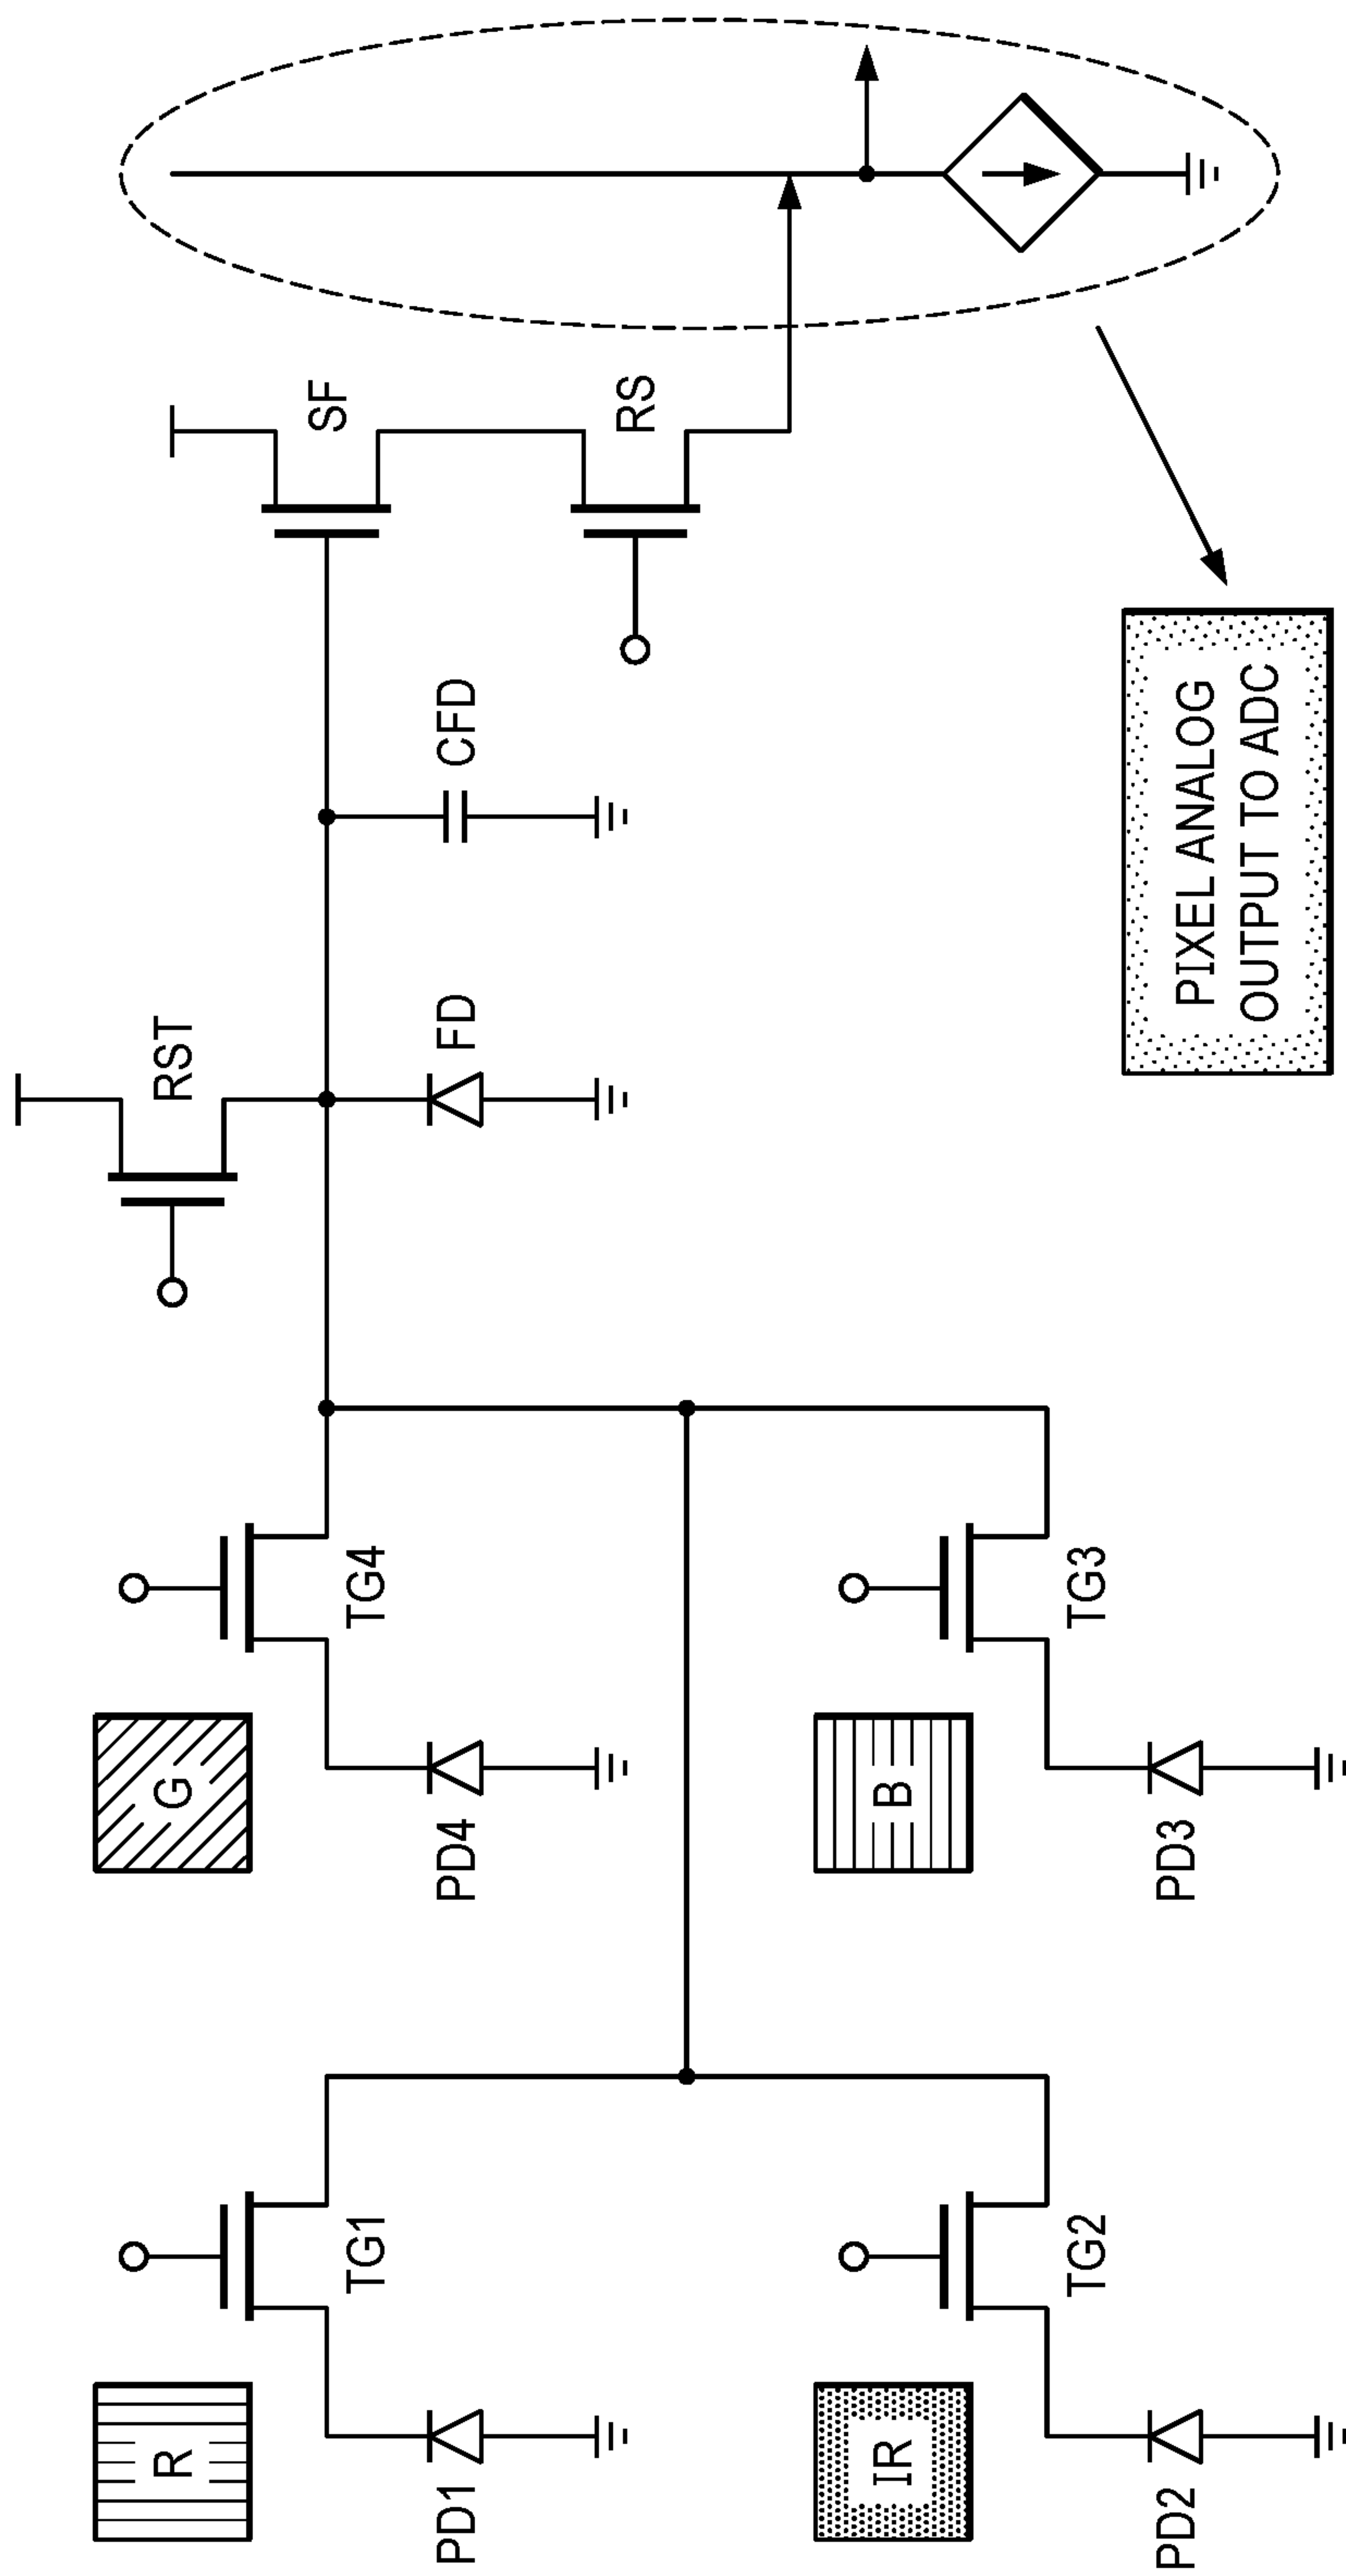 R
PD1
TG1
IR
PD2
TG2
G
PD4
TG4
B
PD3
TG3
RST
FD
CFD
SF
RS
PIXEL ANALOG
OUTPUT TO ADC